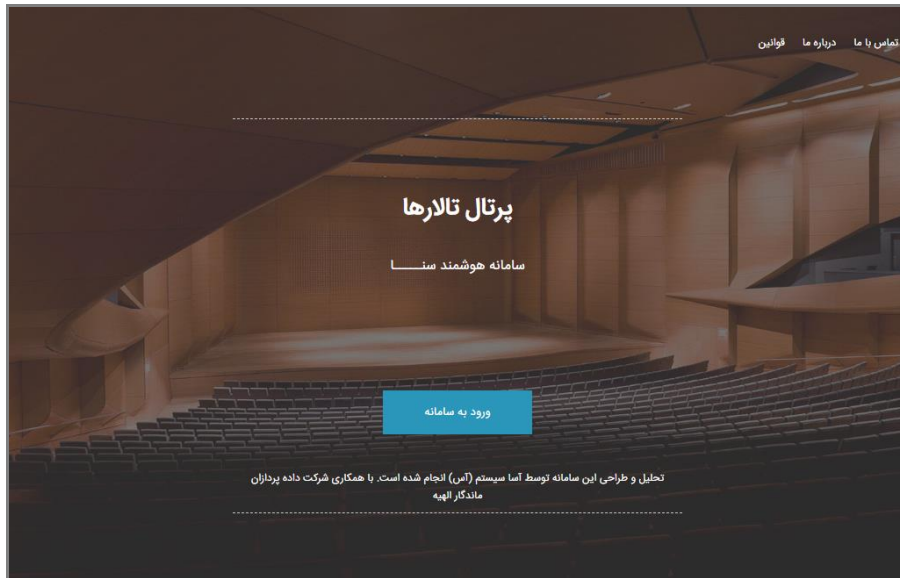 تماس با ما   درباره ما   قوانین
پرتال تالارها
سامانه هوشمند سنـــــا
ورود به سامانه
تحلیل و طراحی این سامانه توسط آسا سیستم (آس) انجام شده است. با همکاری شرکت داده پردازان
ماندگار الهیه